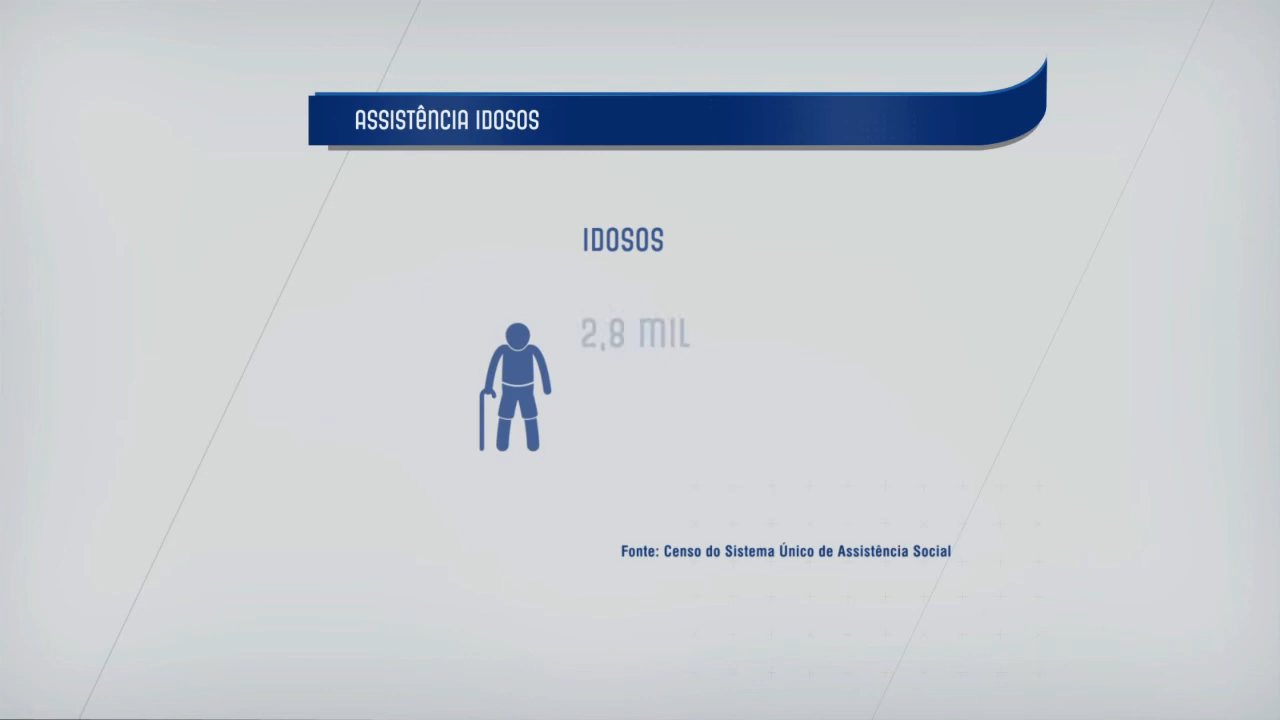 ASSISTÊNCIA IDOSOS
IDOSOS
2,8 MIL
Fonte: Censo do Sistema Único de Assistência Social